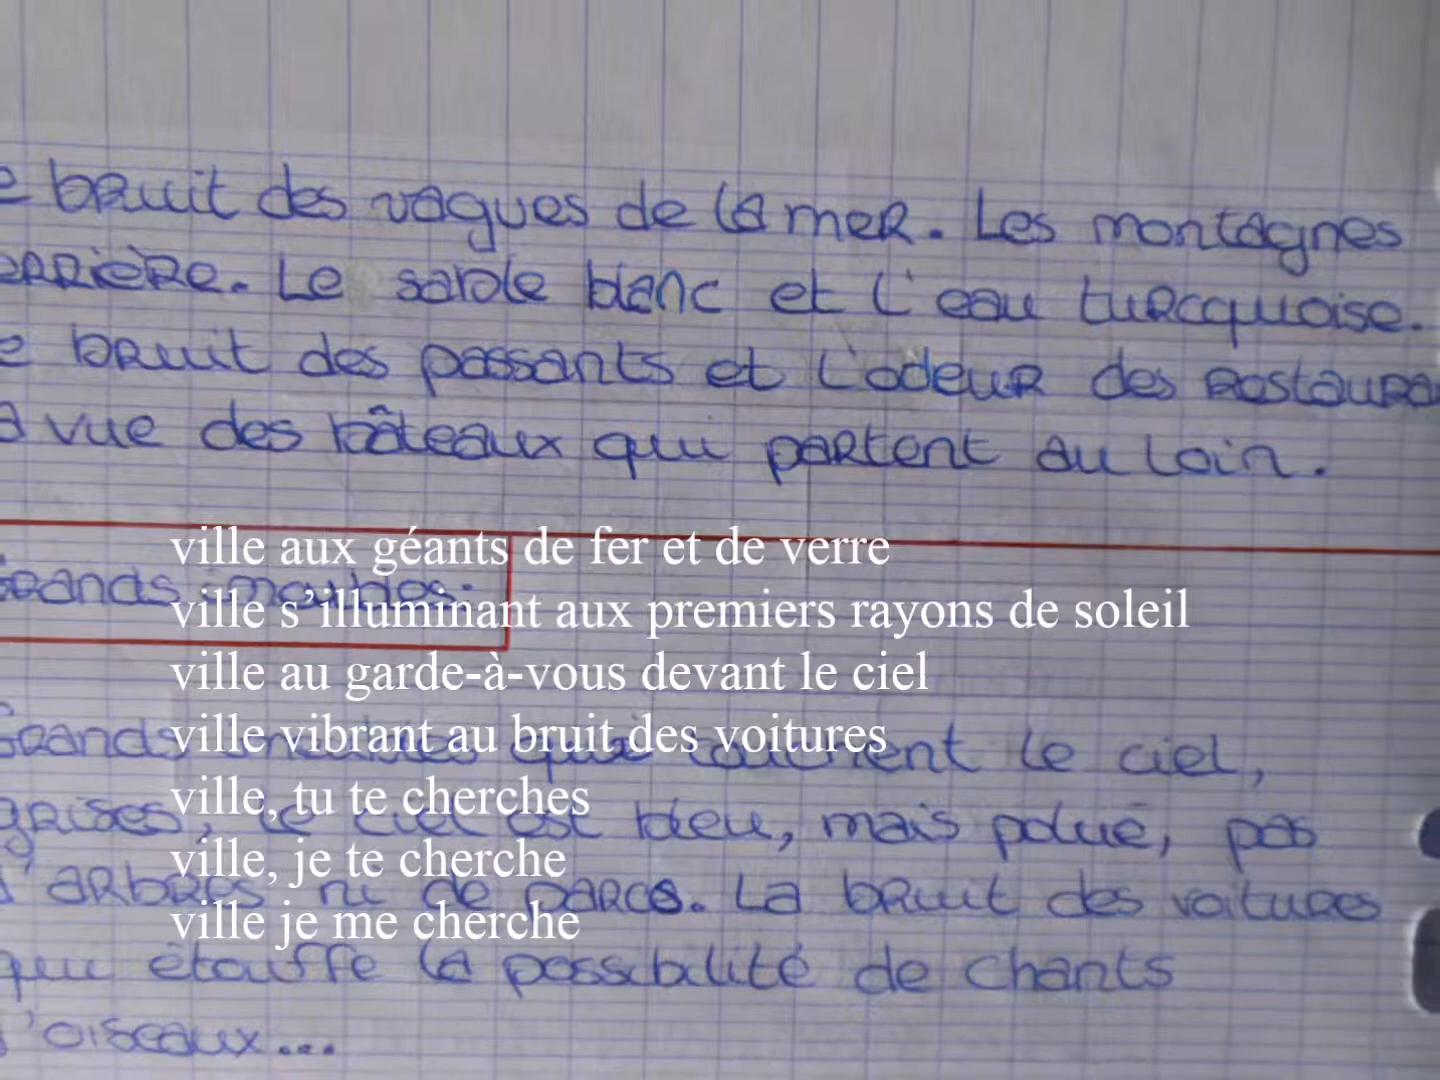 bruit des vagues de la mer. Les montagnes
Le sable blanc et l'eau turcquoise.
bruit des passants et l'odeur des
vue des bâteaux qui partent au loin.
ville aux géants de fer et de verre
ville s'illuminant aux premiers rayons de soleil
ville au garde-à-vous devant le ciel
ville vibrant au bruit des voitures
ville, tu te cherches
ville, je te cherche
ville je me cherche
le ciel,
grises, le ciel est bleu, mais polué, pas
d'arbres ni de parcs. La bruit des voitures
qui étouffe la possibilité de chants
d'oiseaux...